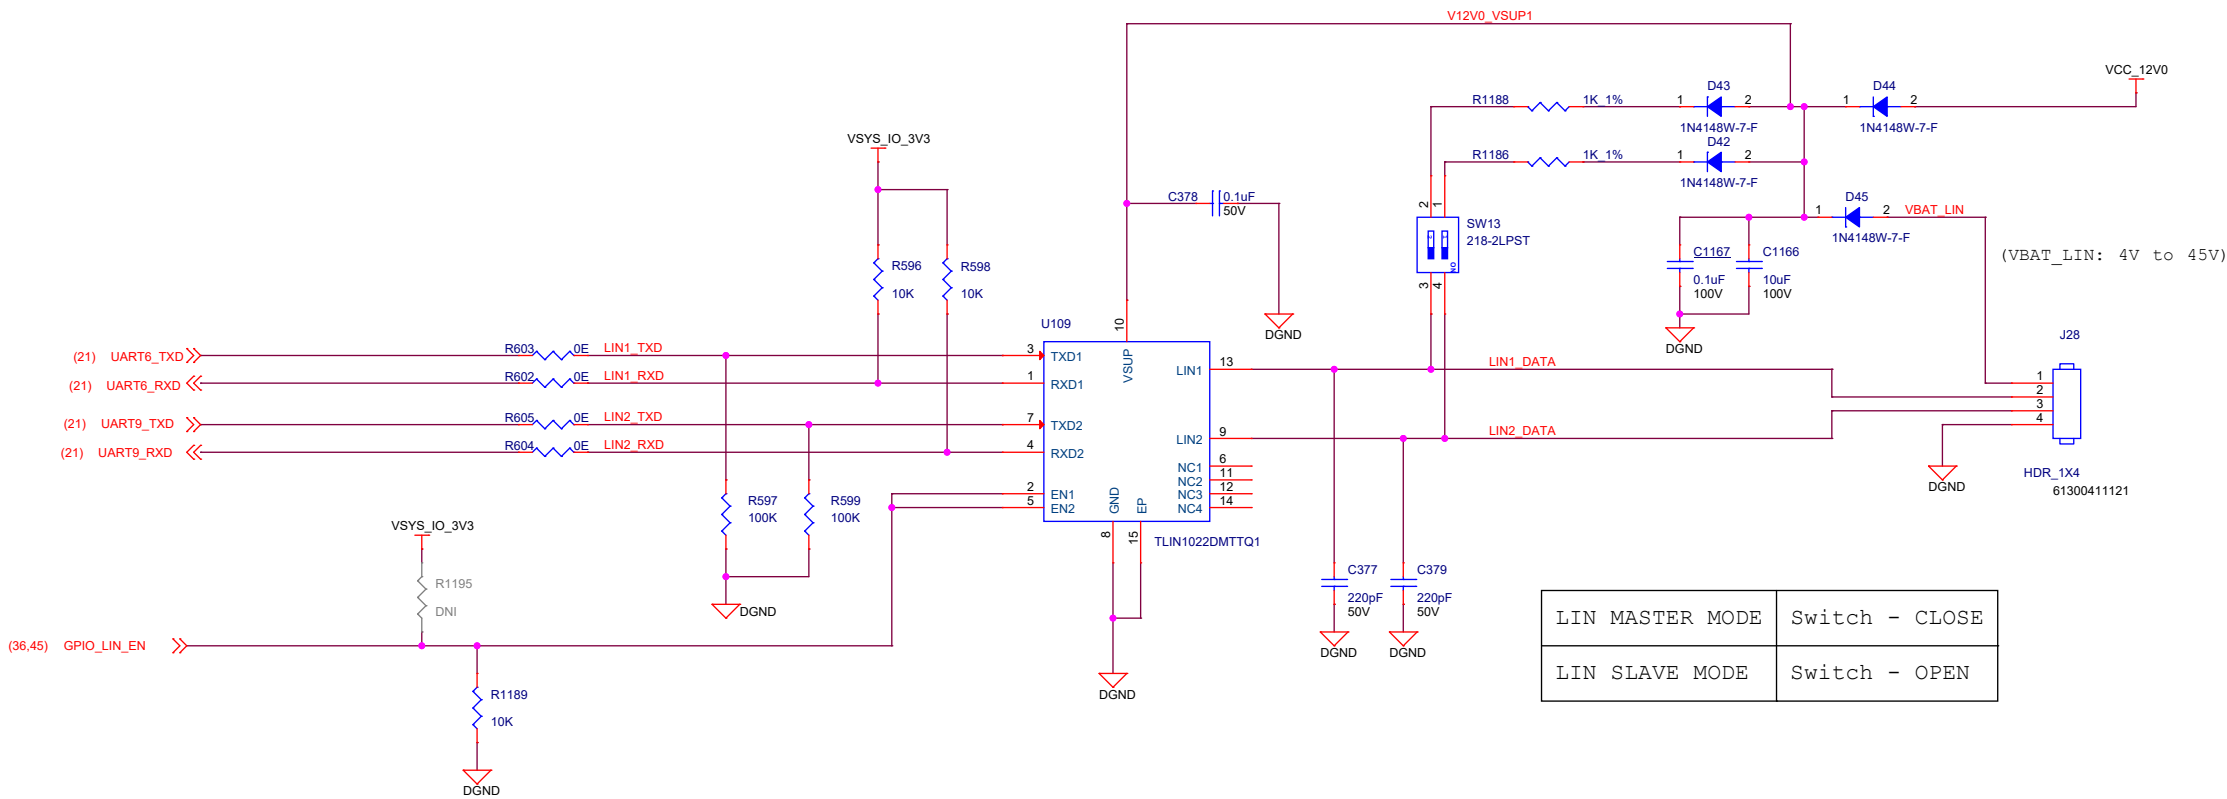 V12V0_VSUP1
VCC_12V0
R1188 1K_1% 1 D43 2 1 D44 2
1N4148W-7-F 1N4148W-7-F
VSYS_IO_3V3
R1186 1K_1% 1 D42 2
1N4148W-7-F
C378 0.1uF
50V
2 1
SW13
218-2LPST
ON
3 4
1 D45 2 VBAT_LIN
1N4148W-7-F
(VBAT_LIN: 4V to 45V)
C1167 C1166
0.1uF 10uF
100V 100V
DGND
R596 R598
10K 10K
DGND
U109
10
VSUP
J28
(21) UART6_TXD R603 0E LIN1_TXD 3 TXD1
(21) UART6_RXD R602 0E LIN1_RXD 1 RXD1
(21) UART9_TXD R605 0E LIN2_TXD 7 TXD2
(21) UART9_RXD R604 0E LIN2_RXD 4 RXD2
2 EN1
5 EN2
LIN1 13 LIN1_DATA
LIN2 9 LIN2_DATA
NC1 6
NC2 11
NC3 12
NC4 14
GND
EP
8
15
TLIN1022DMTTQ1
1
2
3
4
DGND
HDR_1X4
61300411121
R597 R599
100K 100K
DGND
VSYS_IO_3V3
R1195
DNI
(36,45) GPIO_LIN_EN
R1189
10K
DGND
DGND
C377 C379
220pF 220pF
50V 50V
DGND DGND
LIN MASTER MODE Switch - CLOSE
LIN SLAVE MODE Switch - OPEN